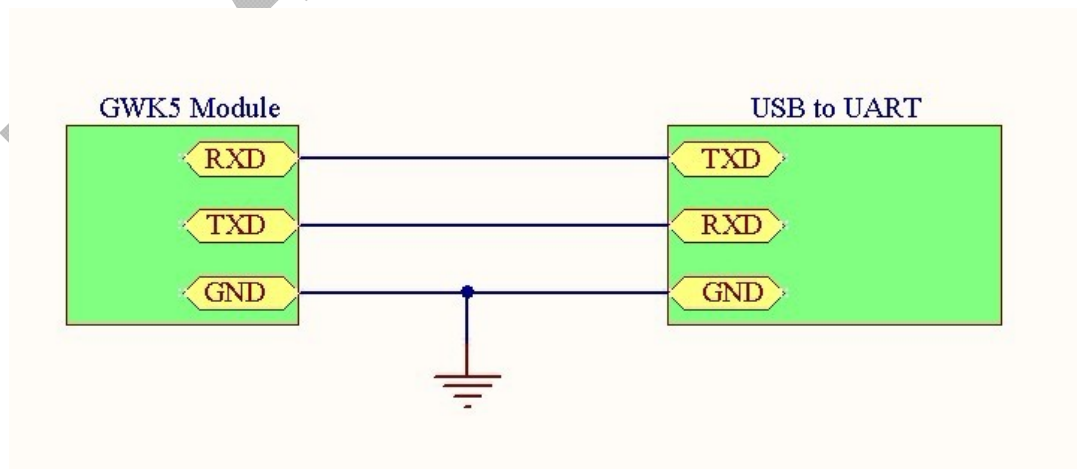 GWK5 Module
USB to UART
RXD
TXD
TXD
RXD
GND
GND